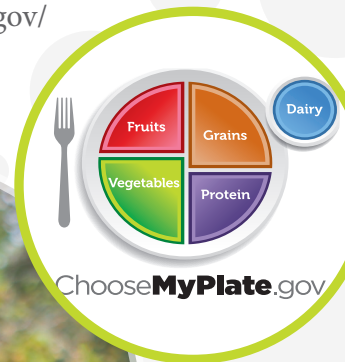 gov/
Dairy
Fruits
Grains
Vegetables
Protein
ChooseMyPlate.gov